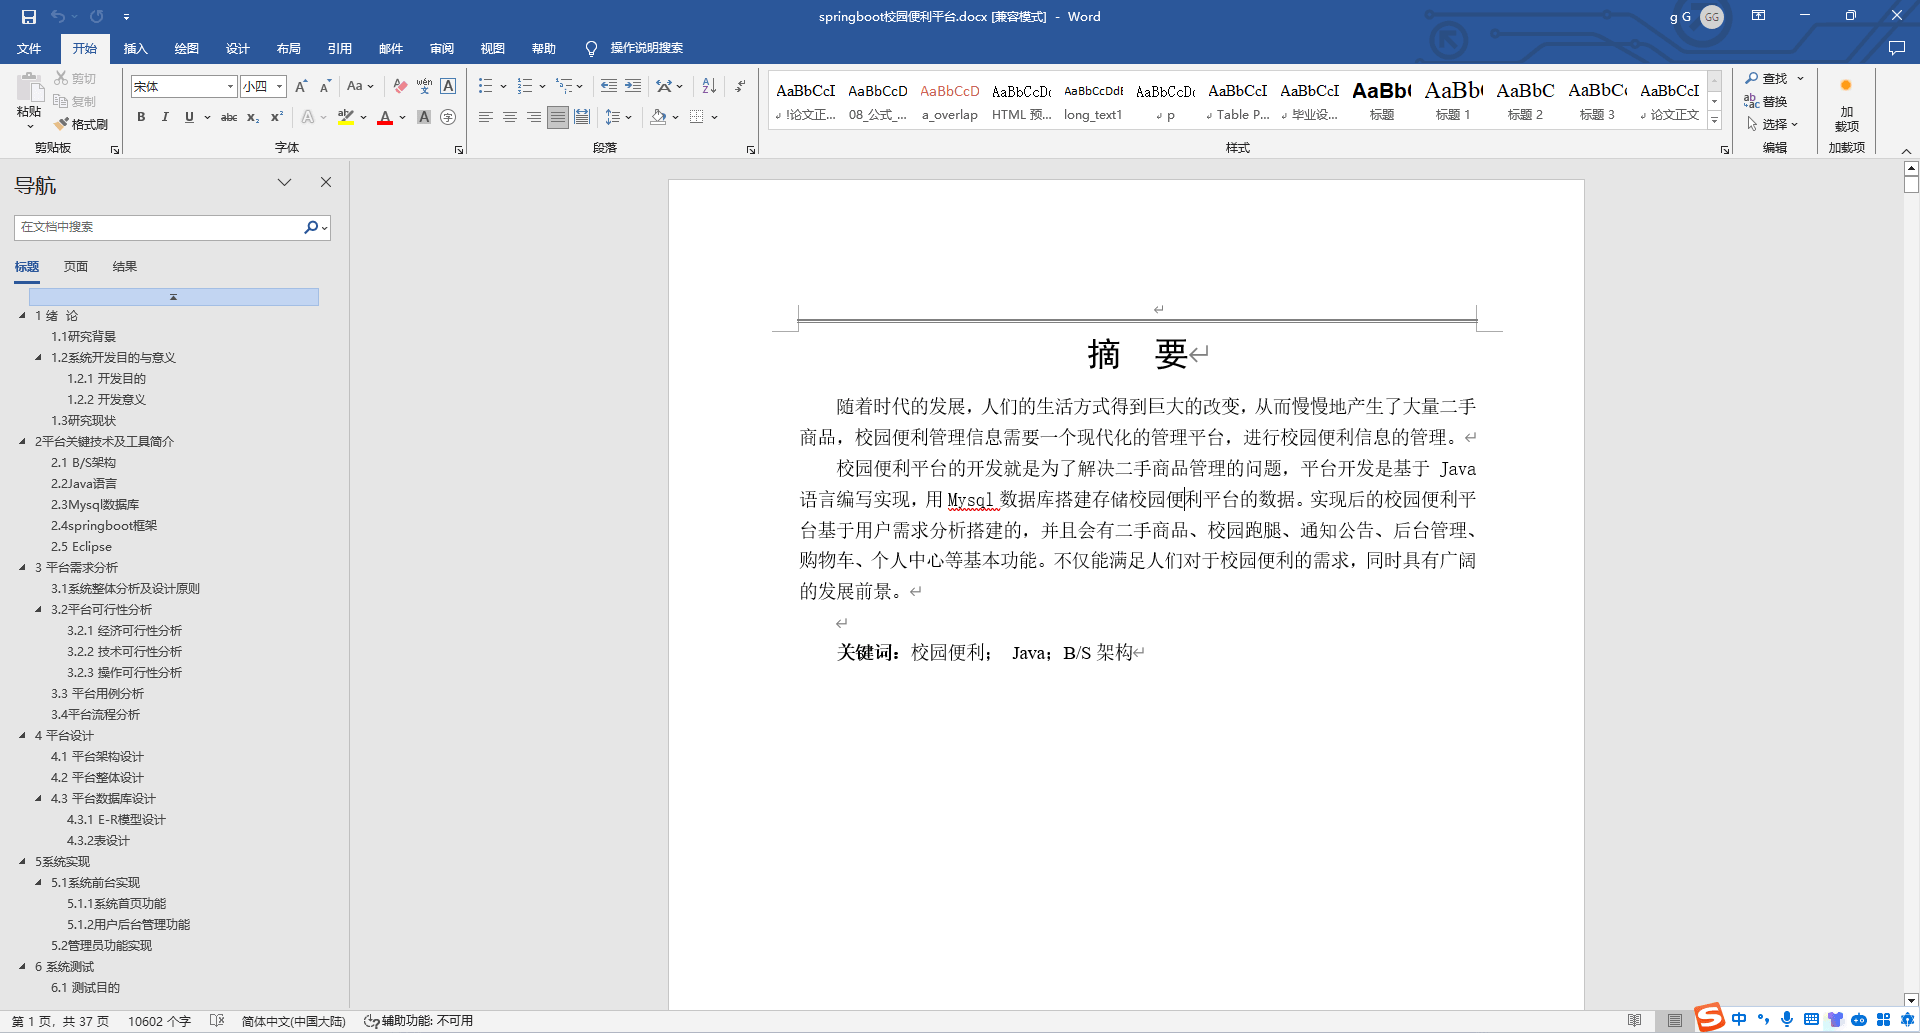 springboot校园便利平台.docx [兼容模式] - Word
g G
GG
文件 开始 插入 绘图 设计 布局 引用 邮件 审阅 视图 帮助 操作说明搜索
粘贴
剪切
复制
格式刷
剪贴板
宋体 小四
字体
段落
AaBbCcI AaBbCcD AaBbCcD AaBbCcDc AaBbCcDdE AaBbCcDc AaBbCcI AaBbCcI AaBb( AaBb( AaBbC AaBbC AaBbCcI
!论文正... 08_公式_... a_overlap HTML 预... long_text1 p Table P... 毕业设... 标题 标题 1 标题 2 标题 3 论文正文
样式
查找
替换
选择
编辑
加
载项
加载项
导航
在文档中搜索
标题 页面 结果
1 绪 论
1.1研究背景
1.2系统开发目的与意义
1.2.1 开发目的
1.2.2 开发意义
1.3研究现状
2平台关键技术及工具简介
2.1 B/S架构
2.2Java语言
2.3Mysql数据库
2.4springboot框架
2.5 Eclipse
3 平台需求分析
3.1系统整体分析及设计原则
3.2平台可行性分析
3.2.1 经济可行性分析
3.2.2 技术可行性分析
3.2.3 操作可行性分析
3.3 平台用例分析
3.4平台流程分析
4 平台设计
4.1 平台架构设计
4.2 平台整体设计
4.3 平台数据库设计
4.3.1 E-R模型设计
4.3.2表设计
5系统实现
5.1系统前台实现
5.1.1系统首页功能
5.1.2用户后台管理功能
5.2管理员功能实现
6 系统测试
6.1 测试目的
摘 要
随着时代的发展，人们的生活方式得到巨大的改变，从而慢慢地产生了大量二手
商品，校园便利管理信息需要一个现代化的管理平台，进行校园便利信息的管理。
校园便利平台的开发就是为了解决二手商品管理的问题，平台开发是基于 Java
语言编写实现，用 Mysql 数据库搭建存储校园便利平台的数据。实现后的校园便利平
台基于用户需求分析搭建的，并且会有二手商品、校园跑腿、通知公告、后台管理、
购物车、个人中心等基本功能。不仅能满足人们对于校园便利的需求，同时具有广阔
的发展前景。
关键词：校园便利； Java；B/S 架构
第 1 页，共 37 页 10602 个字 简体中文(中国大陆) 辅助功能: 不可用
中